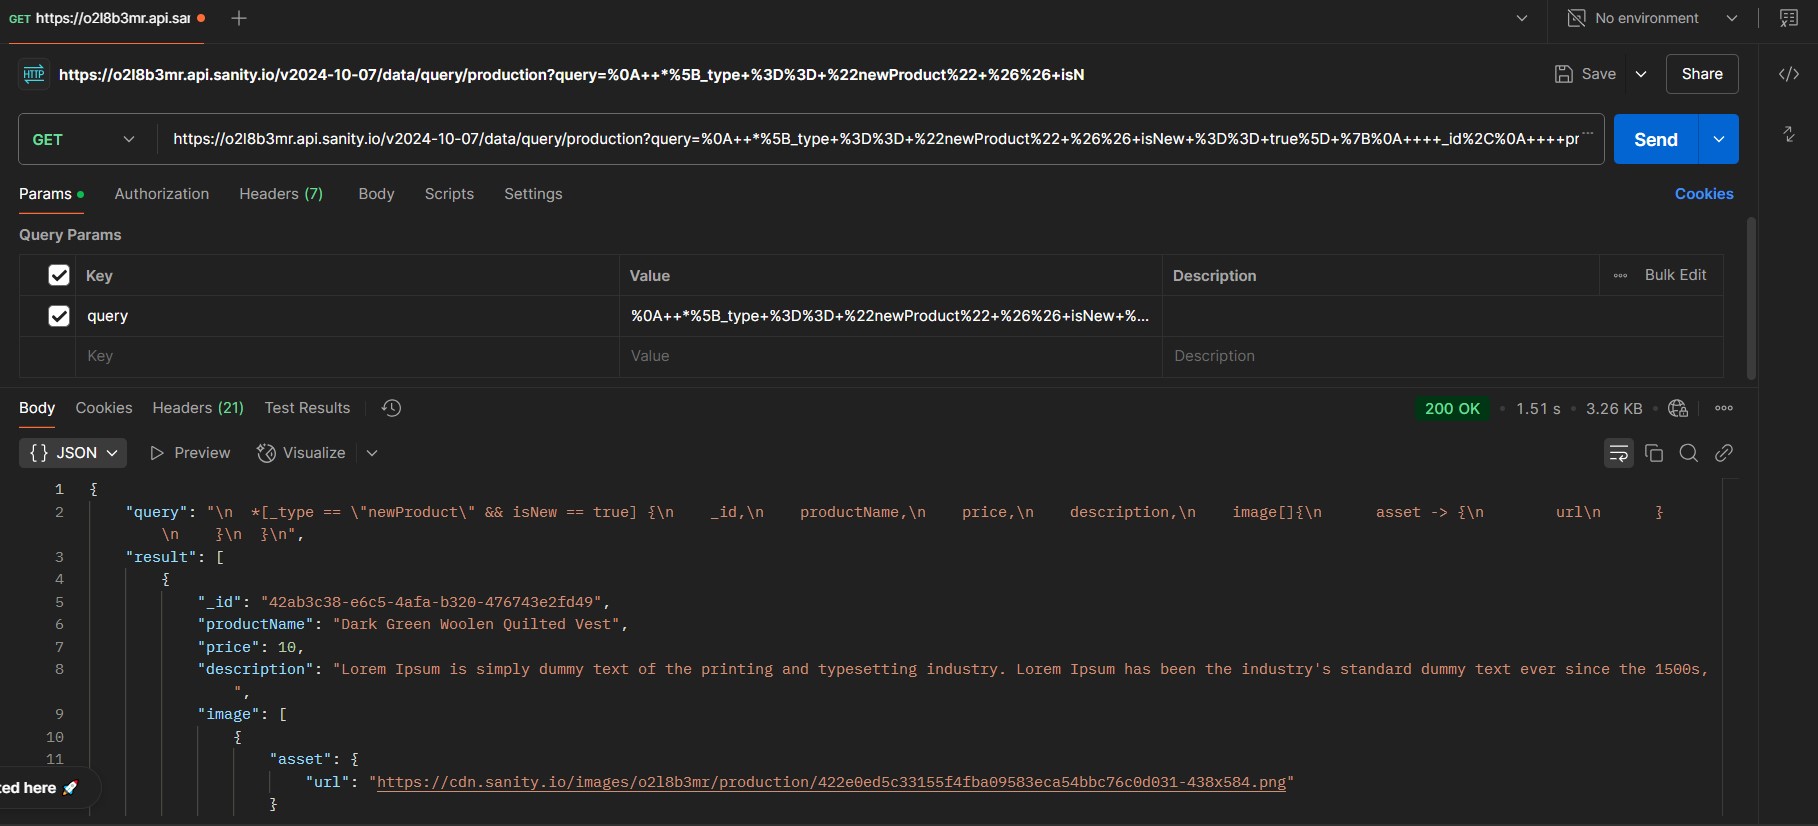 GET https://o2l8b3mr.api.sar
No environment
HTTP https://o2l8b3mr.api.sanity.io/v2024-10-07/data/query/production?query=%0A++*%5B_type+%3D%3D+%22newProduct%22+%26%26+isN
Save
Share
GET https://o2l8b3mr.api.sanity.io/v2024-10-07/data/query/production?query=%0A++*%5B_type+%3D%3D+%22newProduct%22+%26%26+isNew+%3D%3D+true%5D+%7B%0A++++_id%2C%0A++++pr
Send
Params Authorization Headers (7) Body Scripts Settings Cookies
Query Params
Key Value Description Bulk Edit
query %0A++*%5B_type+%3D%3D+%22newProduct%22+%26%26+isNew+%...
Key Value Description
Body Cookies Headers (21) Test Results 200 OK 1.51 s 3.26 KB
{} JSON Preview Visualize
1 {
2 "query": "\n  *[_type == \"newProduct\" && isNew == true] {\n    _id,\n    productName,\n    price,\n    description,\n    image[]{\n      asset -> {\n        url\n      }
\n    }\n  }\n",
3 "result": [
4 {
5 "_id": "42ab3c38-e6c5-4afa-b320-476743e2fd49",
6 "productName": "Dark Green Woolen Quilted Vest",
7 "price": 10,
8 "description": "Lorem Ipsum is simply dummy text of the printing and typesetting industry. Lorem Ipsum has been the industry's standard dummy text ever since the 1500s,
",
9 "image": [
10 {
11 "asset": {
"url": "https://cdn.sanity.io/images/o2l8b3mr/production/422e0ed5c33155f4fba09583eca54bbc76c0d031-438x584.png"
ted here 🚀
}